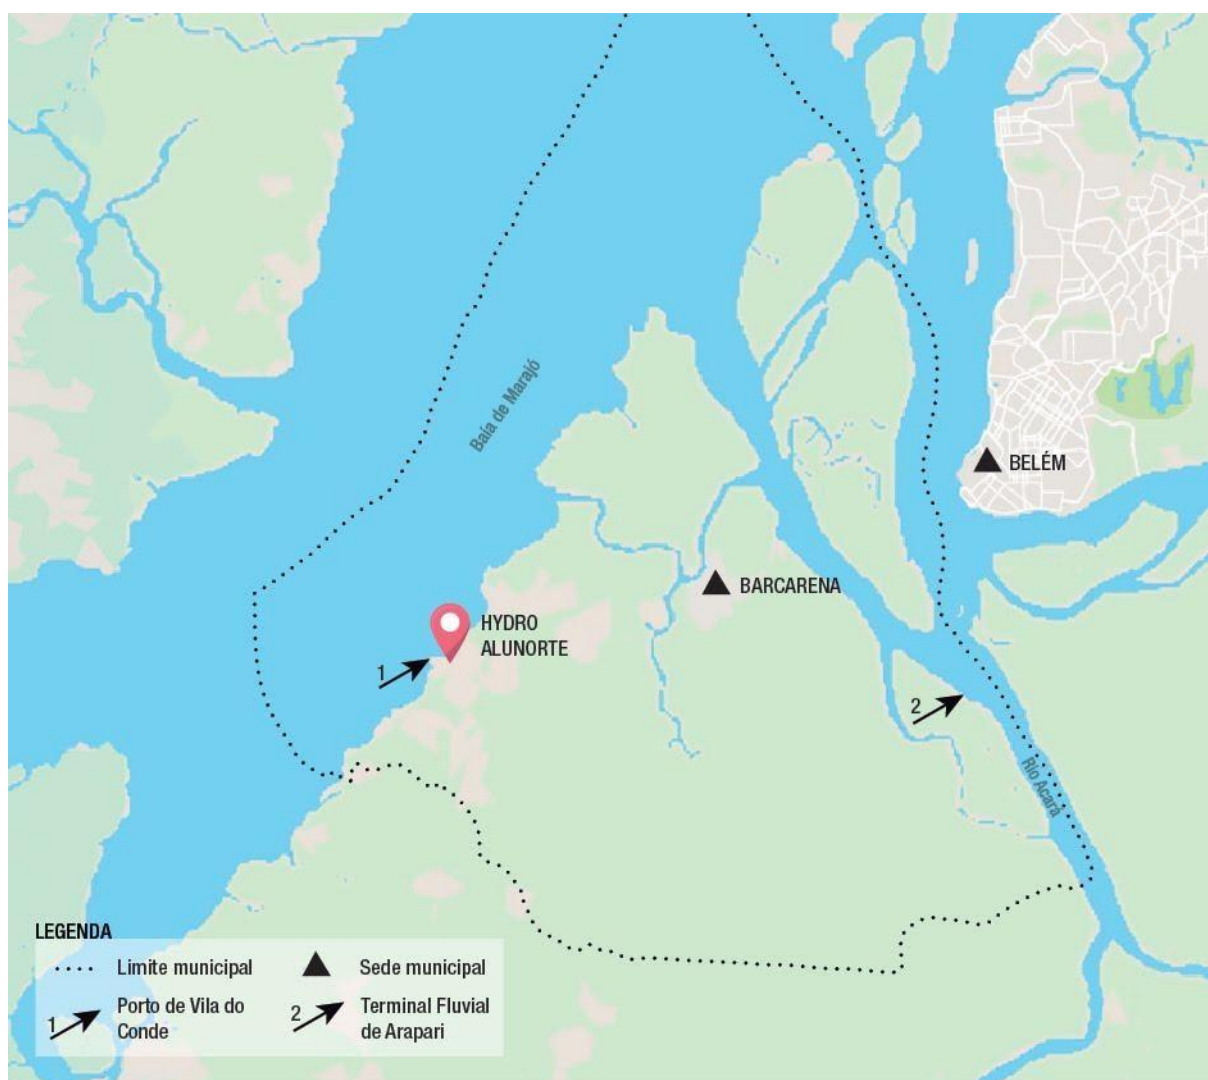 Baía de Marajó
BELÉM
BARCARENA
HYDRO
ALUNORTE
1
2
Rio Acará
LEGENDA
Limite municipal
Sede municipal
1
Porto de Vila do
Conde
2
Terminal Fluvial
de Arapari